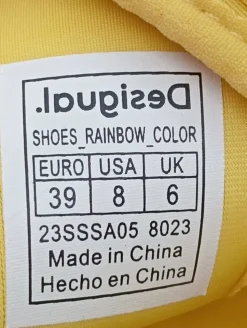 Desigual.
SHOES_RAINBOW_COLOR
EURO USA UK
39 8 6
23SSSA05 8023
Made in China
Hecho en China